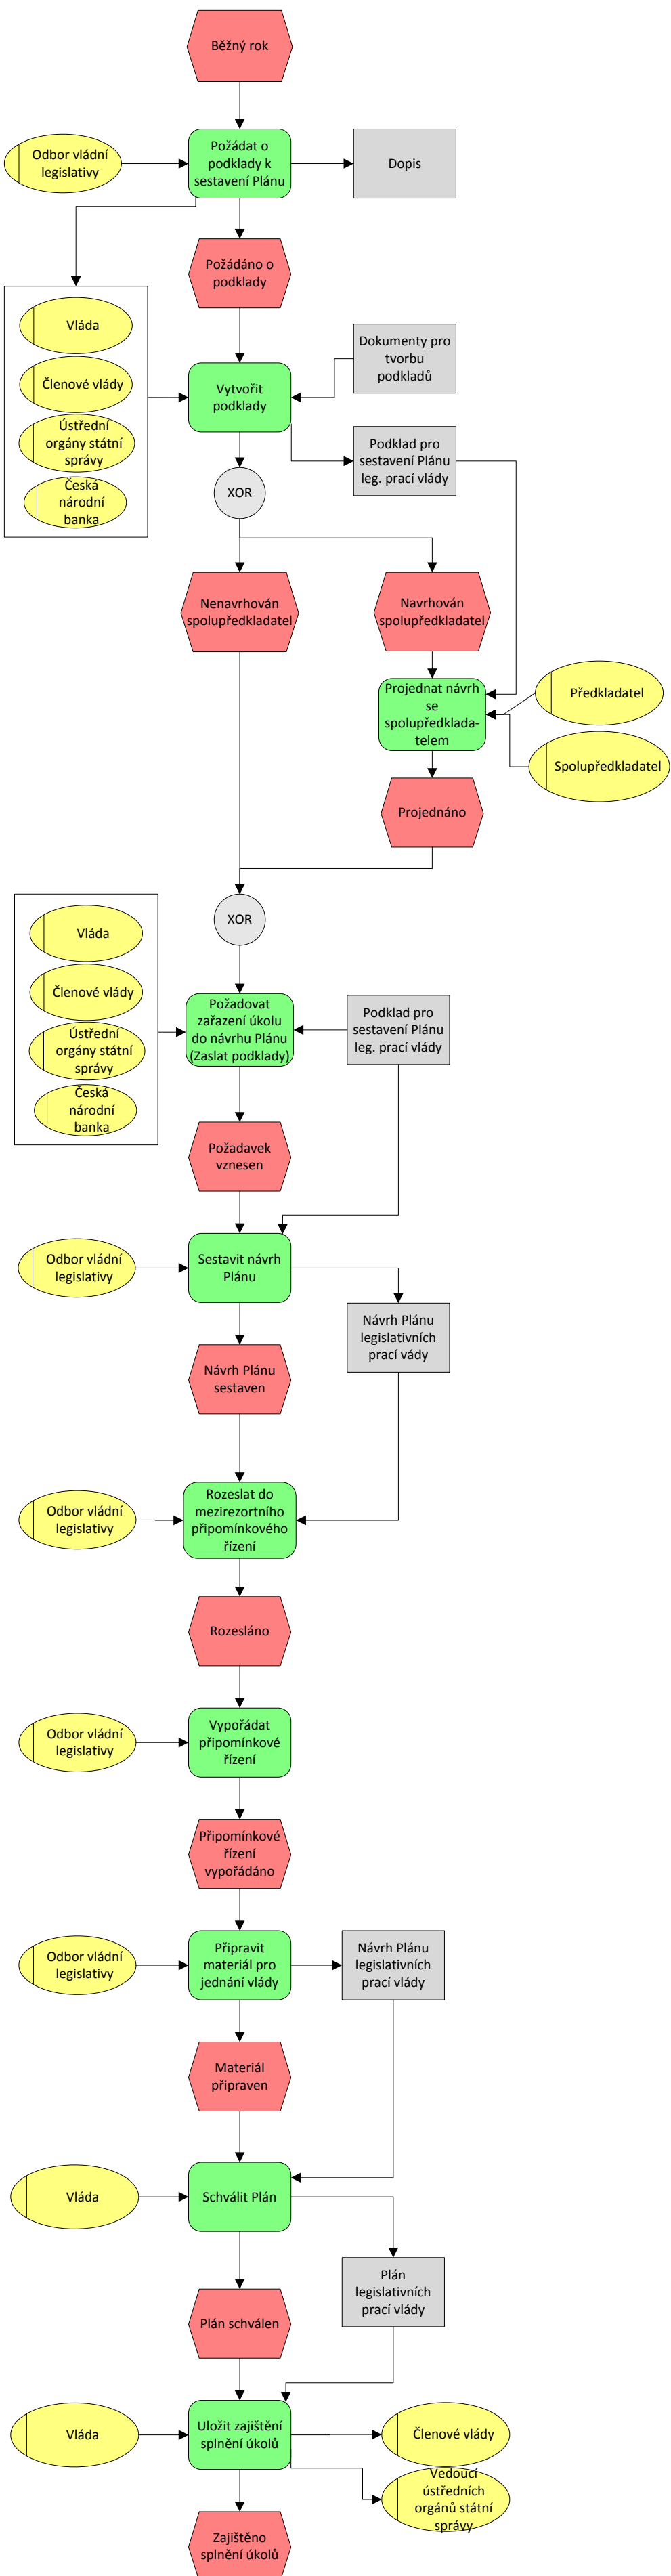 Běžný rok
Odbor vládní
legislativy
Požádat o
podklady k
sestavení Plánu
Dopis
Požádáno o
podklady
Vláda
Členové vlády
Ústřední
orgány státní
správy
Česká
národní
banka
Vytvořit
podklady
Dokumenty pro
tvorbu
podkladů
Podklad pro
sestavení Plánu
leg. prací vlády
XOR
Nenavrhován
spolupředkladatel
Navrhován
spolupředkladatel
Projednat návrh
se
spolupředklada-
telem
Předkladatel
Spolupředkladatel
Projednáno
XOR
Vláda
Členové vlády
Ústřední
orgány státní
správy
Česká
národní
banka
Požadovat
zařazení úkolu
do návrhu Plánu
(Zaslat podklady)
Podklad pro
sestavení Plánu
leg. prací vlády
Požadavek
vznesen
Odbor vládní
legislativy
Sestavit návrh
Plánu
Návrh Plánu
legislativních
prací vády
Návrh Plánu
sestaven
Odbor vládní
legislativy
Rozeslat do
mezirezortního
připomínkového
řízení
Rozesláno
Odbor vládní
legislativy
Vypořádat
připomínkové
řízení
Připomínkové
řízení
vypořádáno
Odbor vládní
legislativy
Připravit
materiál pro
jednání vlády
Návrh Plánu
legislativních
prací vlády
Materiál
připraven
Vláda
Schválit Plán
Plán
legislativních
prací vlády
Plán schválen
Vláda
Uložit zajištění
splnění úkolů
Členové vlády
Vedoucí
ústředních
orgánů státní
správy
Zajištěno
splnění úkolů